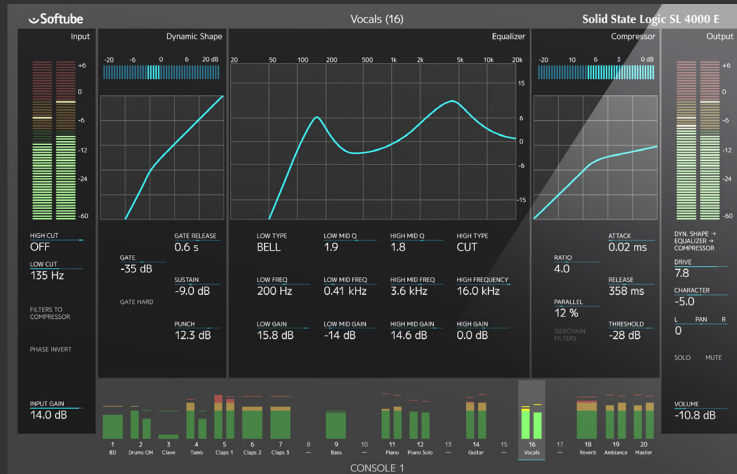 Softube
Vocals (16)
Solid State Logic SL 4000 E
Input
Dynamic Shape
Equalizer
Compressor
Output
+6
0
-6
-12
-24
-60
-20 -6 0 6 20 dB
20 50 100 200 500 1k 2k 5k 10k 20k
15
6
0
-6
-15
-20 10 6 3 0 dB
+6
0
-6
-12
-24
-60
HIGH CUT
OFF
LOW CUT
135 Hz
FILTERS TO
COMPRESSOR
PHASE INVERT
INPUT GAIN
14.0 dB
GATE
-35 dB
GATE HARD
GATE RELEASE
0.6 s
SUSTAIN
-9.0 dB
PUNCH
12.3 dB
LOW TYPE
BELL
LOW MID Q
1.9
HIGH MID Q
1.8
HIGH TYPE
CUT
LOW FREQ
200 Hz
LOW MID FREQ
0.41 kHz
HIGH MID FREQ
3.6 kHz
HIGH FREQUENCY
16.0 kHz
LOW GAIN
15.8 dB
LOW MID GAIN
-14 dB
HIGH MID GAIN
14.6 dB
HIGH GAIN
0.0 dB
RATIO
4.0
PARALLEL
12 %
SIDECHAIN
FILTERS
ATTACK
0.02 ms
RELEASE
358 ms
THRESHOLD
-28 dB
DYN. SHAPE →
EQUALIZER →
COMPRESSOR
DRIVE
7.8
CHARACTER
-5.0
L PAN R
0
SOLO MUTE
VOLUME
-10.8 dB
1 2 3 4 5 6 7 8 9 10 11 12 13 14 15 16 17 18 19 20
BD Drums OH Clave Tamb Claps 1 Claps 2 Claps 3 — Bass — Piano Piano Solo — Guitar — Vocals — Reverb Ambiance Master
CONSOLE 1